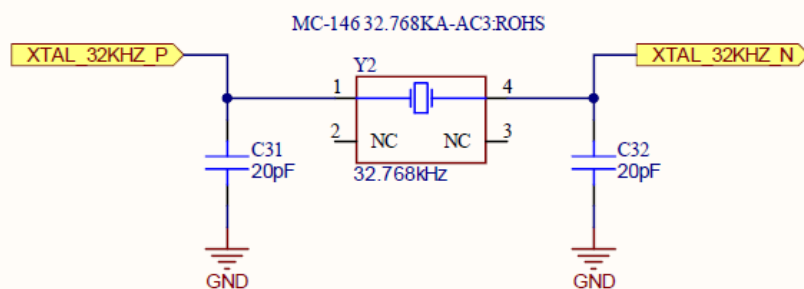 MC-146 32.768KA-AC3:ROHS
XTAL_32KHZ_P
XTAL_32KHZ_N
Y2
1
4
2
NC
NC
3
32.768kHz
C31
20pF
C32
20pF
GND
GND